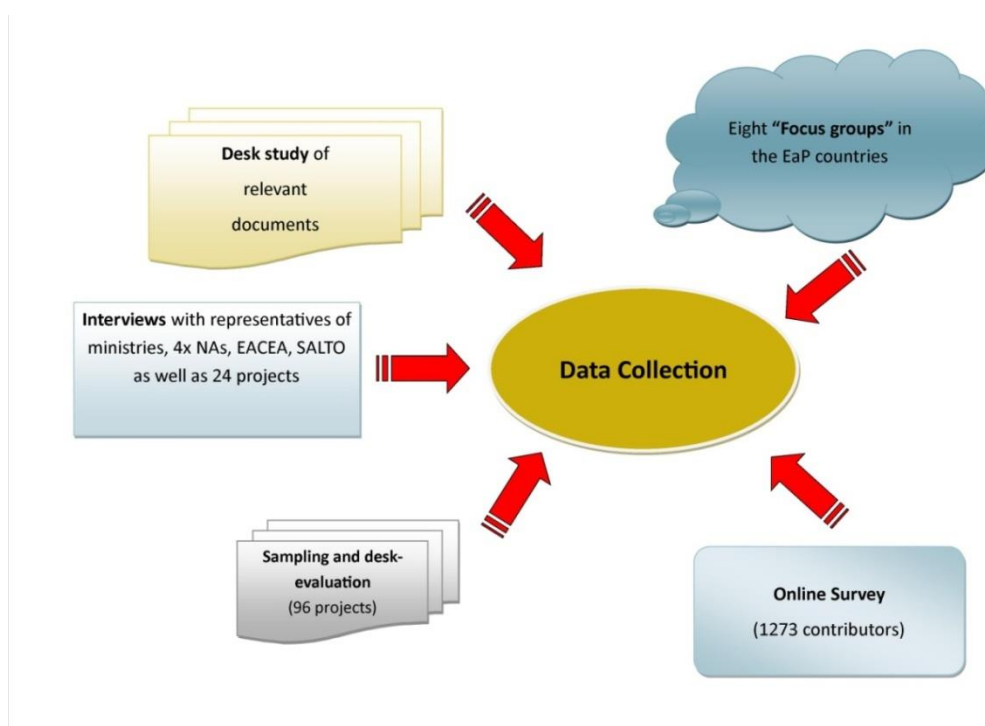 Desk study of
relevant
documents
Eight “Focus groups” in
the EaP countries
Interviews with representatives of
ministries, 4x NAs, EACEA, SALTO
as well as 24 projects
Data Collection
Sampling and desk-
evaluation
(96 projects)
Online Survey
(1273 contributors)